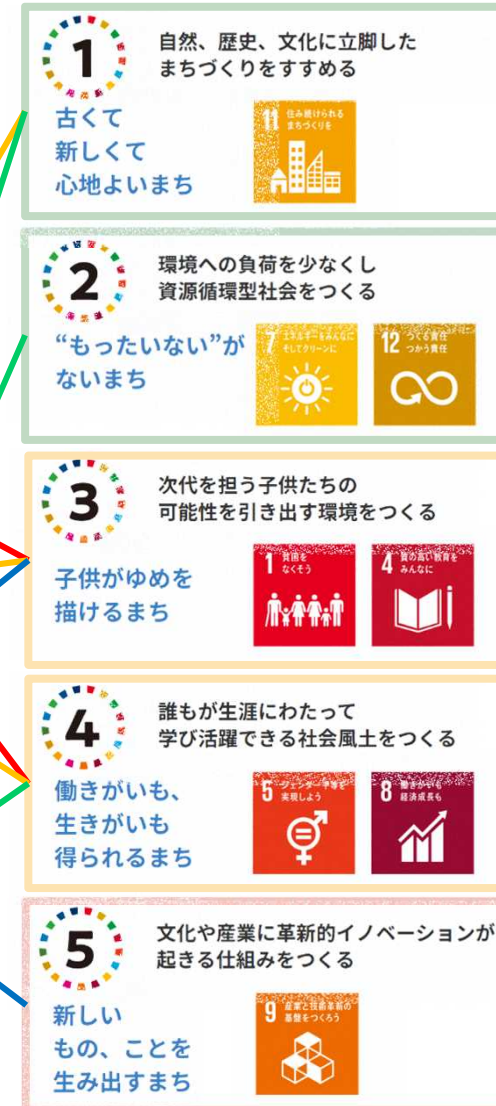 1
自然、歴史、文化に立脚した
まちづくりをすすめる
古くて
新しくて
心地よいまち
11 住み続けられる
まちづくりを
2
環境への負荷を少なくし
資源循環型社会をつくる
“もったいない”が
ないまち
7 エネルギーをみんなに
そしてクリーンに
12 つくる責任
つかう責任
3
次代を担う子供たちの
可能性を引き出す環境をつくる
子供がゆめを
描けるまち
1 貧困を
なくそう
4 質の高い教育を
みんなに
4
誰もが生涯にわたって
学び活躍できる社会風土をつくる
働きがいも、
生きがいも
得られるまち
5 ジェンダー平等を
実現しよう
8 働きがいも
経済成長も
5
文化や産業に革新的イノベーションが
起きる仕組みをつくる
新しい
もの、ことを
生み出すまち
9 産業と技術革新の
基盤をつくろう